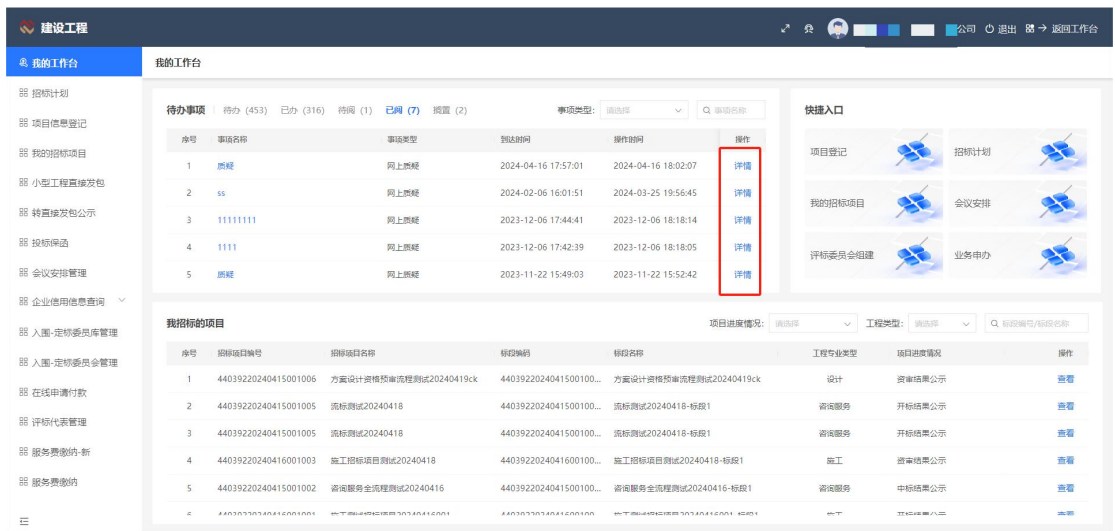 建设工程
公司 退出 返回工作台
我的工作台
招标计划
项目信息登记
我的招标项目
小型工程直接发包
转直接发包公示
投标保函
会议安排管理
企业信用信息查询
入围-定标委员库管理
入围-定标委员会管理
在线申请付款
评标代表管理
服务费缴纳-新
服务费缴纳
我的工作台
待办事项 待办 (453) 已办 (316) 待阅 (1) 已阅 (7) 搁置 (2) 事项类型: 请选择 事项名称
序号 事项名称 事项类型 到达时间 操作时间 操作
1 质疑 网上质疑 2024-04-16 17:57:01 2024-04-16 18:02:07 详情
2 ss 网上质疑 2024-02-06 16:01:51 2024-03-25 19:56:45 详情
3 11111111 网上质疑 2023-12-06 17:44:41 2023-12-06 18:18:14 详情
4 1111 网上质疑 2023-12-06 17:42:39 2023-12-06 18:18:05 详情
5 质疑 网上质疑 2023-11-22 15:49:03 2023-11-22 15:52:42 详情
快捷入口
项目登记 招标计划
我的招标项目 会议安排
评标委员会组建 业务申办
我招标的项目 项目进度情况: 请选择 工程类型: 请选择 标段编号/标段名称
序号 招标项目编号 招标项目名称 标段编码 标段名称 工程专业类型 项目进度情况 操作
1 44039220240415001006 方案设计资格预审流程测试20240419ck 4403922024041500100... 方案设计资格预审流程测试20240419ck 设计 资审结果公示 查看
2 44039220240415001005 流标测试20240418 4403922024041500100... 流标测试20240418-标段1 咨询服务 开标结果公示 查看
3 44039220240415001005 流标测试20240418 4403922024041500100... 流标测试20240418-标段1 咨询服务 开标结果公示 查看
4 44039220240416001003 施工招标项目测试20240418 4403922024041600100... 施工招标项目测试20240418-标段1 施工 资审结果公示 查看
5 44039220240415001002 咨询服务全流程测试20240416 4403922024041500100... 咨询服务全流程测试20240416-标段1 咨询服务 中标结果公示 查看